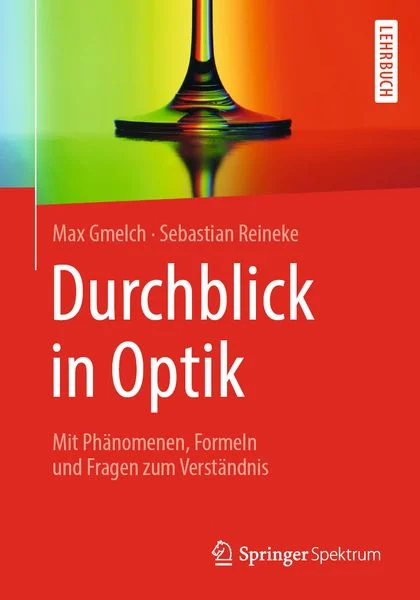 LEHRBUCH
Max Gmelch · Sebastian Reineke
Durchblick
in Optik
Mit Phänomenen, Formeln
und Fragen zum Verständnis
Springer Spektrum